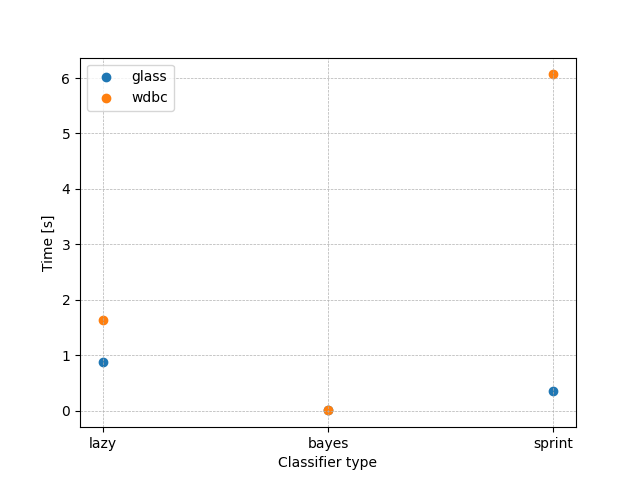 glass
wdbc
6
5
4
3
2
1
0
Time [s]
lazy bayes sprint
Classifier type